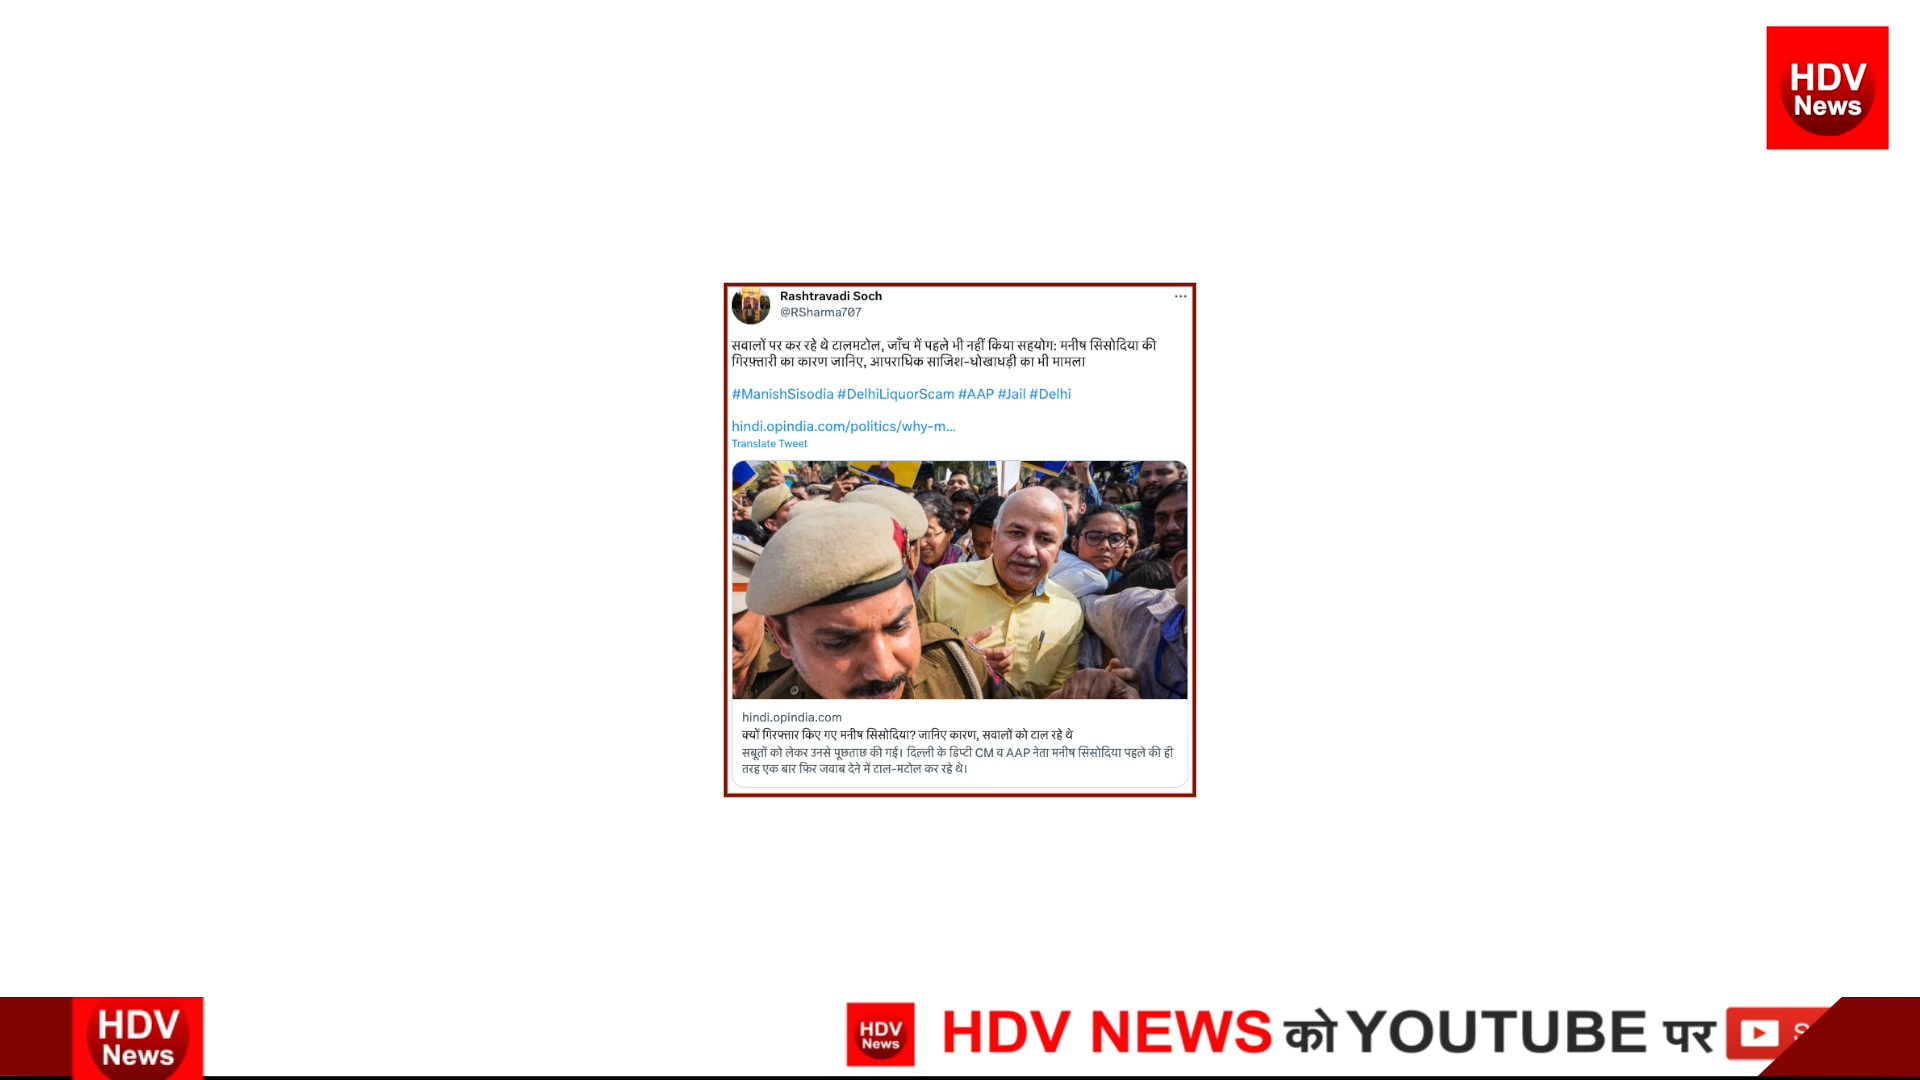 HDV
News
Rashtravadi Soch
@RSharma707
सवालों पर कर रहे थे टालमटोल, जाँच में पहले भी नहीं किया सहयोग: मनीष सिसोदिया की
गिरफ़्तारी का कारण जानिए, आपराधिक साजिश-धोखाधड़ी का भी मामला
#ManishSisodia #DelhiLiquorScam #AAP #Jail #Delhi
hindi.opindia.com/politics/why-m...
Translate Tweet
hindi.opindia.com
क्यों गिरफ्तार किए गए मनीष सिसोदिया? जानिए कारण, सवालों को टाल रहे थे
सबूतों को लेकर उनसे पूछताछ की गई। दिल्ली के डिप्टी CM व AAP नेता मनीष सिसोदिया पहले की ही
तरह एक बार फिर जवाब देने में टाल-मटोल कर रहे थे।
HDV
News
HDV
News
HDV NEWS को YOUTUBE पर